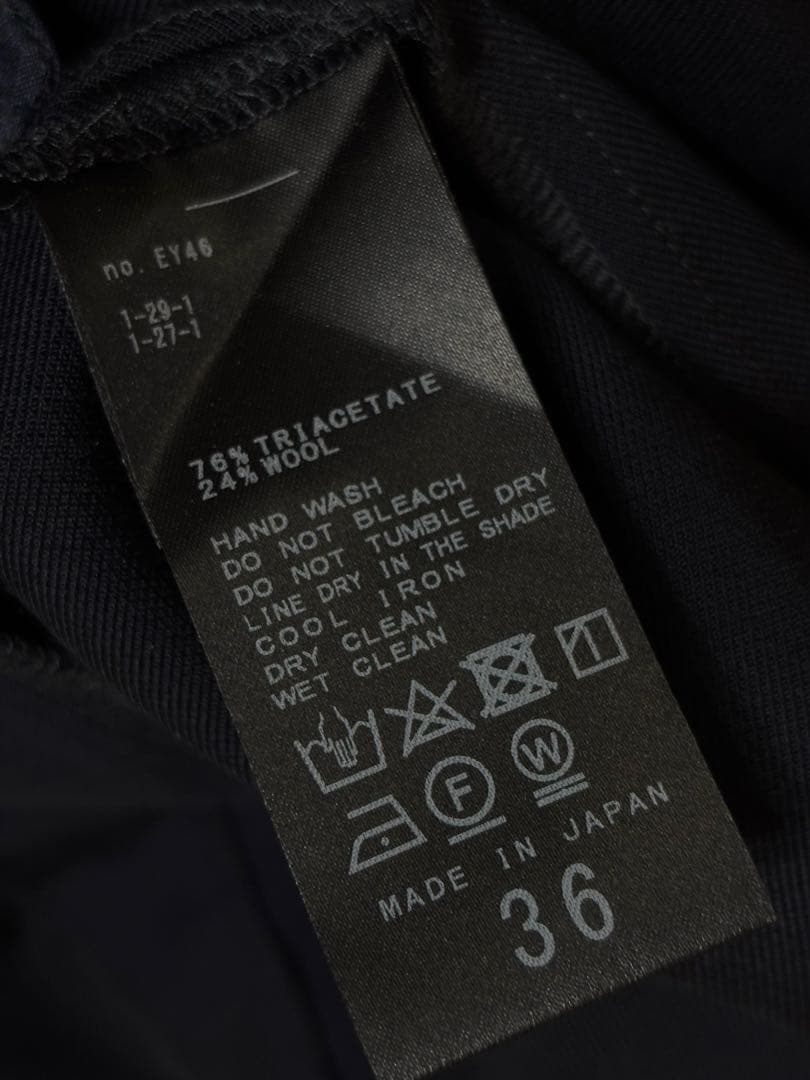 no. EY46
1-29-1
1-27-1
76% TRIACETATE
24% WOOL
HAND WASH
DO NOT BLEACH
DO NOT TUMBLE DRY
LINE DRY IN THE SHADE
COOL IRON
DRY CLEAN
WET CLEAN
F W
MADE IN JAPAN
36